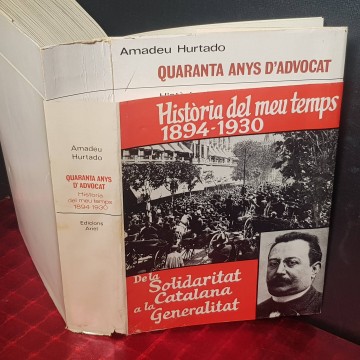 Amadeu Hurtado
QUARANTA ANYS D'ADVOCAT
Història del meu temps
1894-1930
De la
Solidaritat
Catalana
a la
Generalitat
Amadeu
Hurtado
QUARANTA ANYS
D'ADVOCAT
Història
del meu temps
1894-1930
Edicions
Ariel